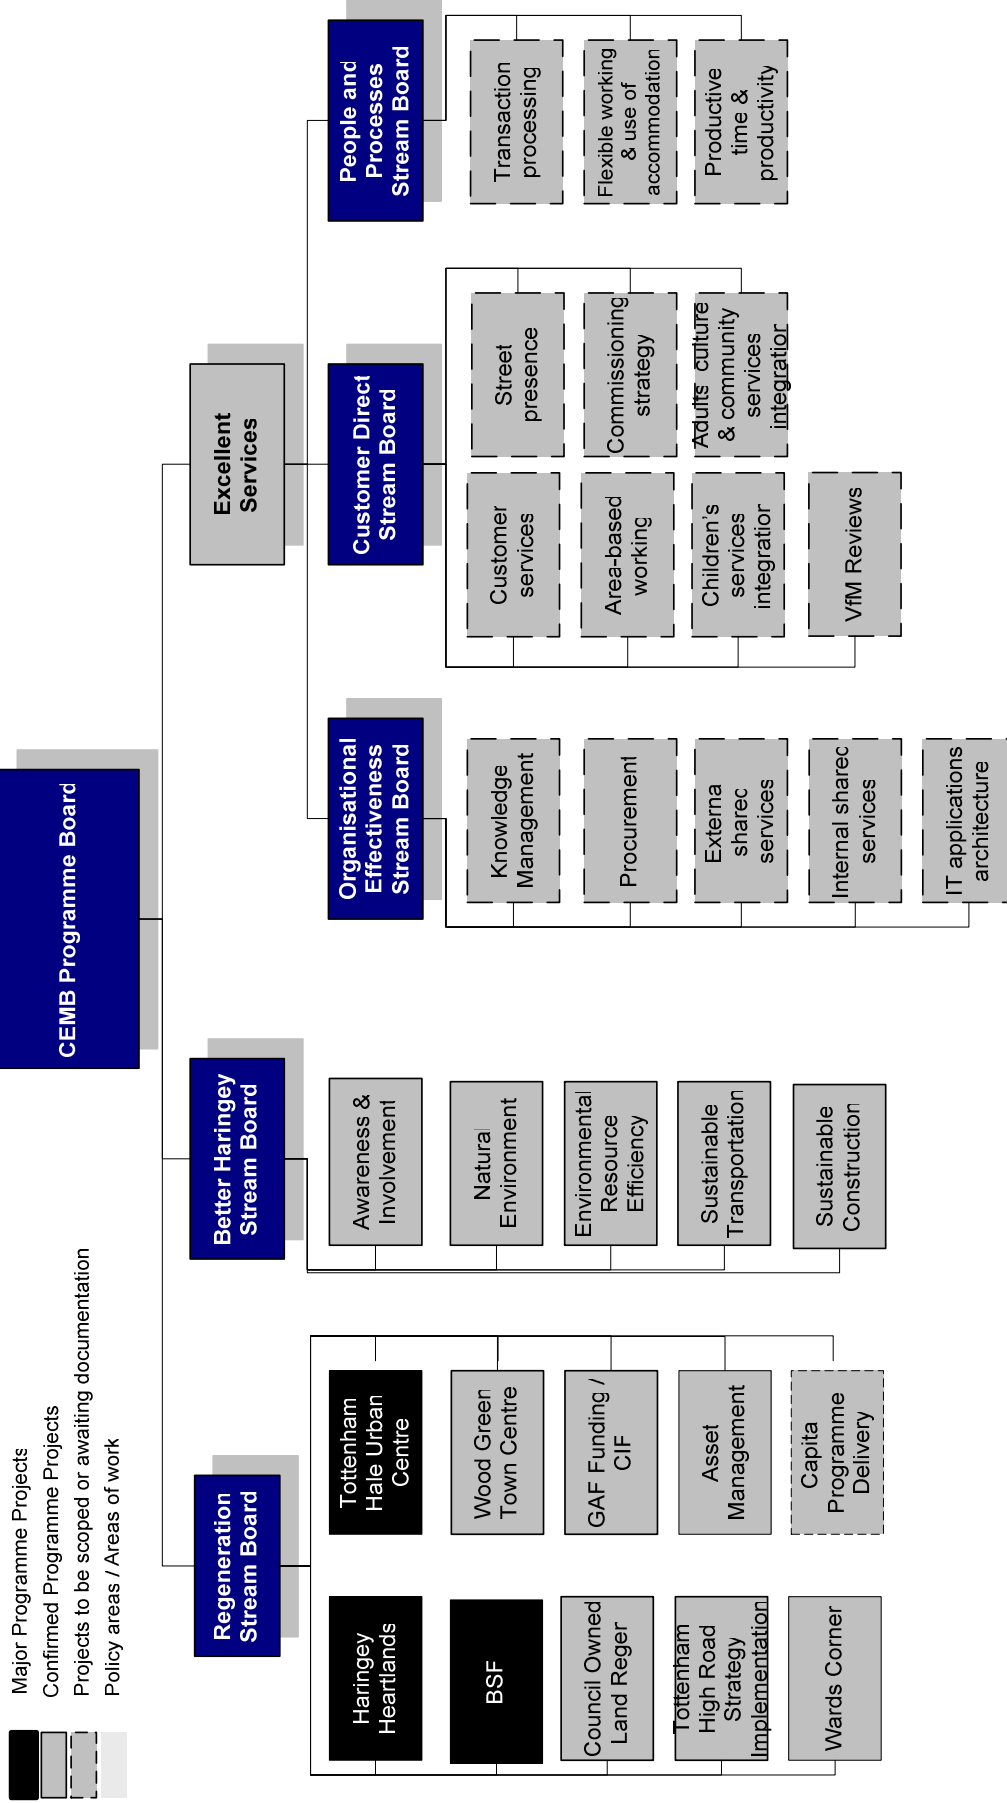 Major Programme Projects
Confirmed Programme Projects
Projects to be scoped or awaiting documentation
Policy areas / Areas of work
CEMB Programme Board
Regeneration
Stream Board
Haringey
Heartlands
BSF
Council Owned
Land Reger
Tottenham
High Road
Strategy
Implementation
Wards Corner
Tottenham
Hale Urban
Centre
Wood Green
Town Centre
GAF Funding /
CIF
Asset
Management
Capita
Programme
Delivery
Better Haringey
Stream Board
Awareness &
Involvement
Natural
Environment
Environmental
Resource
Efficiency
Sustainable
Transportation
Sustainable
Construction
Excellent
Services
Organisational
Effectiveness
Stream Board
Knowledge
Management
Procurement
Externa
shared
services
Internal shared
services
IT applications
architecture
Customer Direct
Stream Board
Customer
services
Area-based
working
Children's
services
integration
VfM Reviews
Street
presence
Commissioning
strategy
Adults culture
& community
services
integration
People and
Processes
Stream Board
Transaction
processing
Flexible working
& use of
accommodation
Productive
time &
productivity